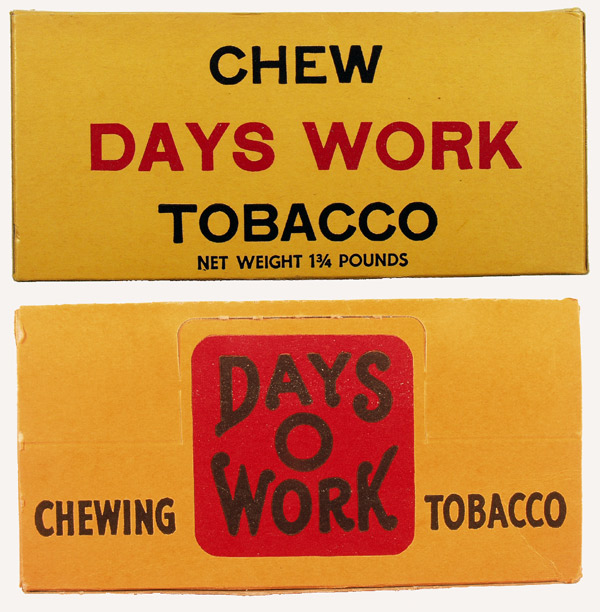 CHEW
DAYS WORK
TOBACCO
NET WEIGHT 1¾ POUNDS
DAYS
O
WORK
CHEWING TOBACCO